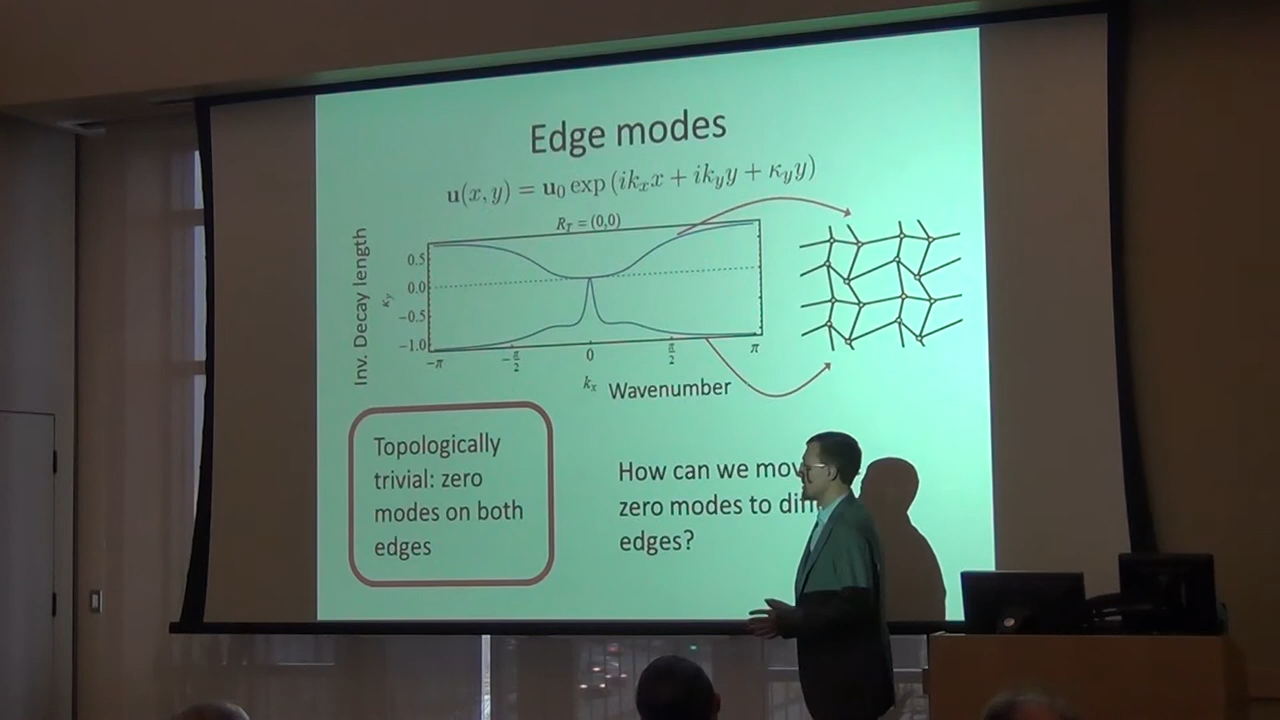 Edge modes
u(x, y) = u₀ exp (ikₓx + ik_y y + κ_y y)
R_T = (0,0)
Inv. Decay length
κ_y
0.5
0.0
−0.5
−1.0
−π
−π/2
0
π/2
π
kₓ Wavenumber
Topologically
trivial: zero
modes on both
edges
How can we mov
zero modes to
edges?